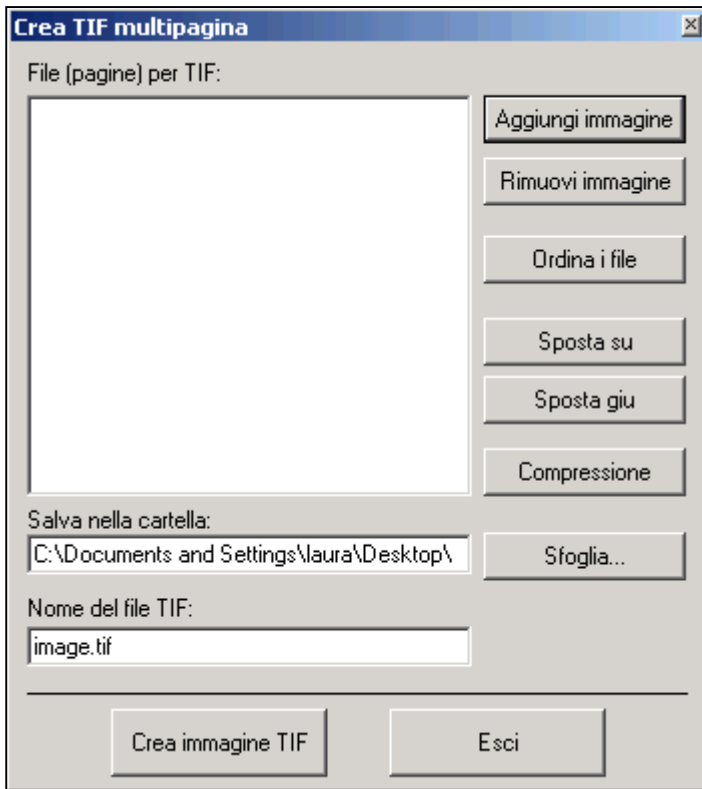 Crea TIF multipagina
File (pagine) per TIF:
Aggiungi immagine
Rimuovi immagine
Ordina i file
Sposta su
Sposta giu
Compressione
Salva nella cartella:
C:\Documents and Settings\laura\Desktop\
Sfoglia...
Nome del file TIF:
image.tif
Crea immagine TIF
Esci